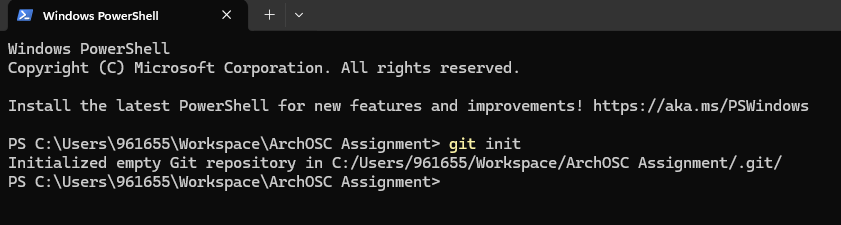 Windows PowerShell
Windows PowerShell
Copyright (C) Microsoft Corporation. All rights reserved.
Install the latest PowerShell for new features and improvements! https://aka.ms/PSWindows
PS C:\Users\961655\Workspace\ArchOSC Assignment> git init
Initialized empty Git repository in C:/Users/961655/Workspace/ArchOSC Assignment/.git/
PS C:\Users\961655\Workspace\ArchOSC Assignment>